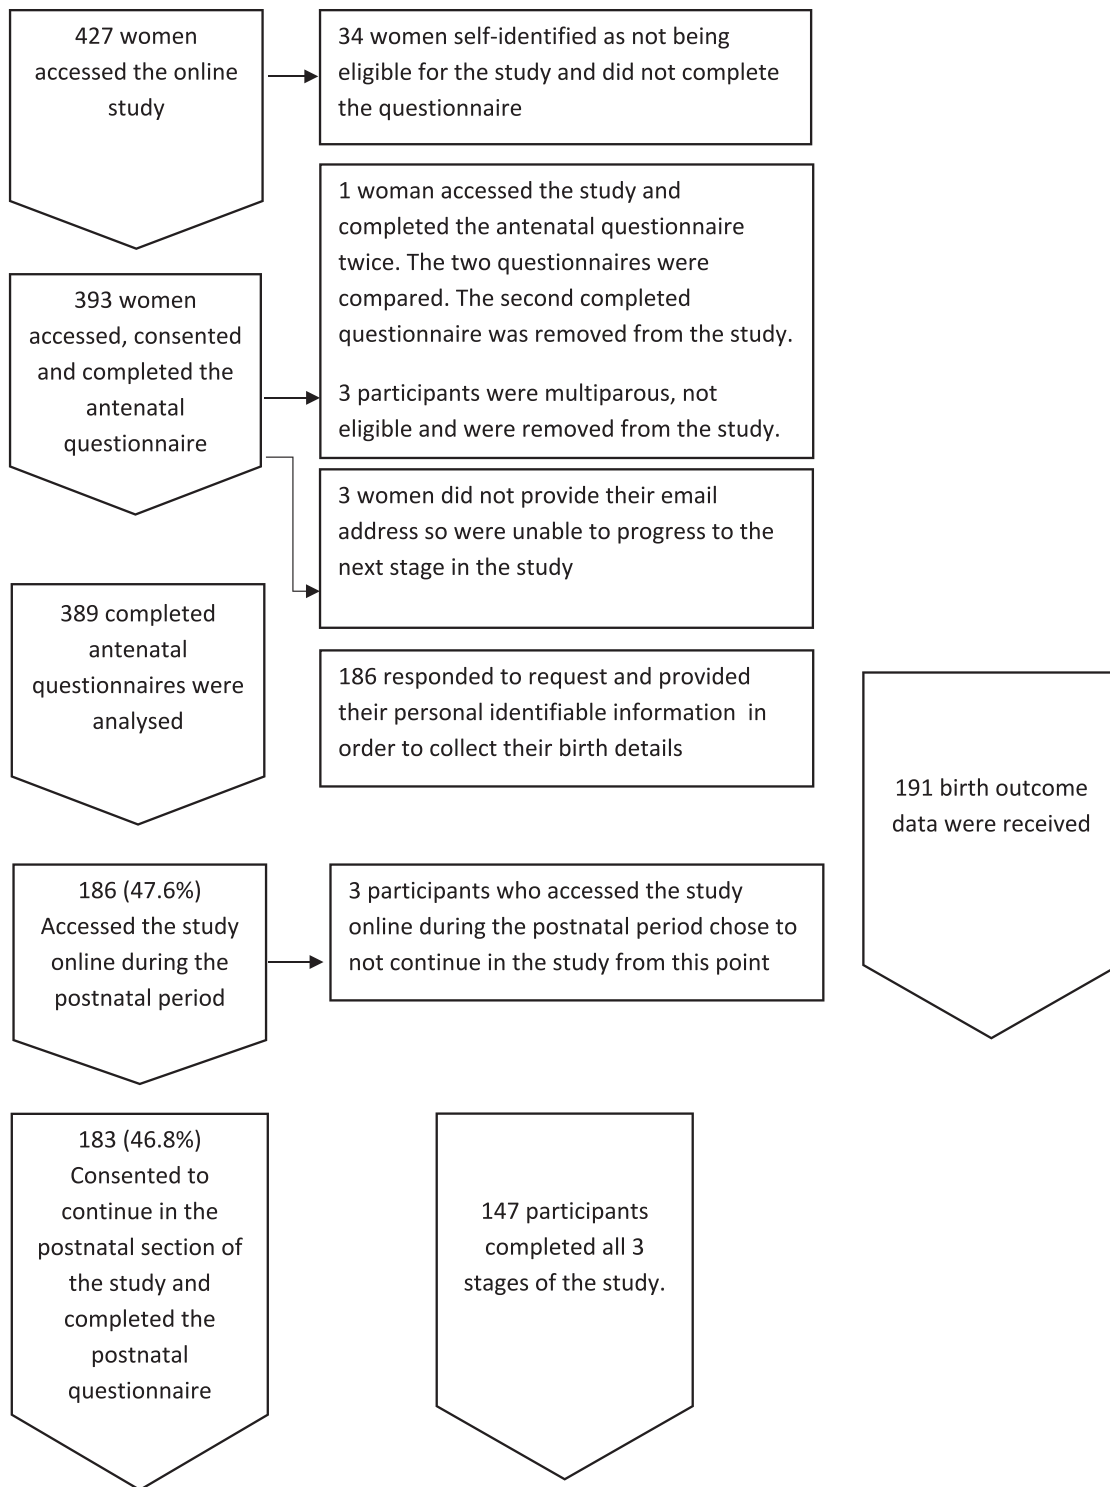 427 women
accessed the online
study
34 women self-identified as not being
eligible for the study and did not complete
the questionnaire
1 woman accessed the study and
completed the antenatal questionnaire
twice. The two questionnaires were
compared. The second completed
questionnaire was removed from the study.
3 participants were multiparous, not
eligible and were removed from the study.
393 women
accessed, consented
and completed the
antenatal
questionnaire
3 women did not provide their email
address so were unable to progress to the
next stage in the study
389 completed
antenatal
questionnaires were
analysed
186 responded to request and provided
their personal identifiable information  in
order to collect their birth details
191 birth outcome
data were received
186 (47.6%)
Accessed the study
online during the
postnatal period
3 participants who accessed the study
online during the postnatal period chose to
not continue in the study from this point
183 (46.8%)
Consented to
continue in the
postnatal section of
the study and
completed the
postnatal
questionnaire
147 participants
completed all 3
stages of the study.